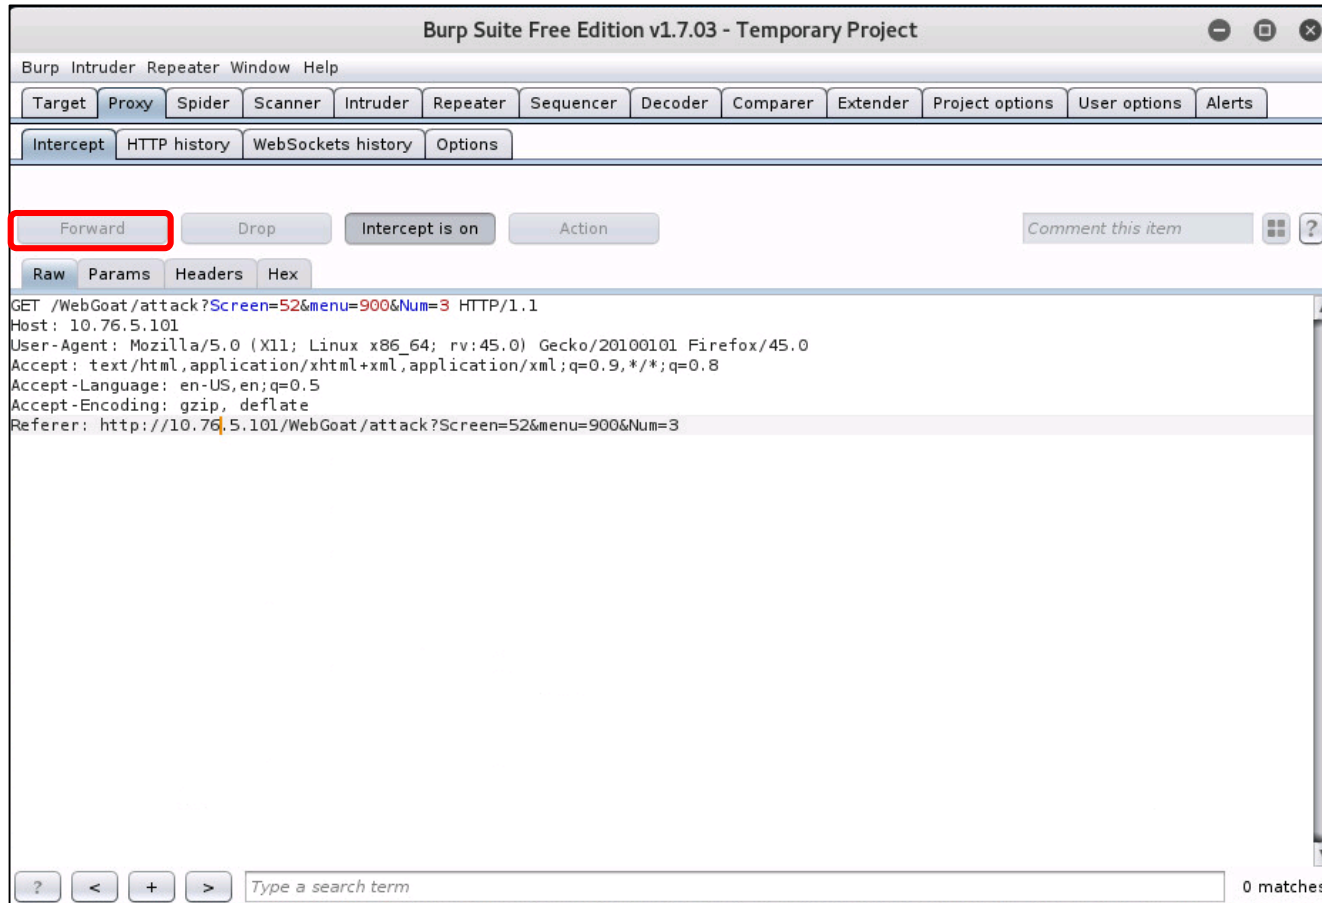 Burp Suite Free Edition v1.7.03 - Temporary Project
Burp Intruder Repeater Window Help
Target Proxy Spider Scanner Intruder Repeater Sequencer Decoder Comparer Extender Project options User options Alerts
Intercept HTTP history WebSockets history Options
Forward Drop Intercept is on Action Comment this item ?
Raw Params Headers Hex
GET /WebGoat/attack?Screen=52&menu=900&Num=3 HTTP/1.1
Host: 10.76.5.101
User-Agent: Mozilla/5.0 (X11; Linux x86_64; rv:45.0) Gecko/20100101 Firefox/45.0
Accept: text/html,application/xhtml+xml,application/xml;q=0.9,*/*;q=0.8
Accept-Language: en-US,en;q=0.5
Accept-Encoding: gzip, deflate
Referer: http://10.76.5.101/WebGoat/attack?Screen=52&menu=900&Num=3
? < + > Type a search term 0 matches